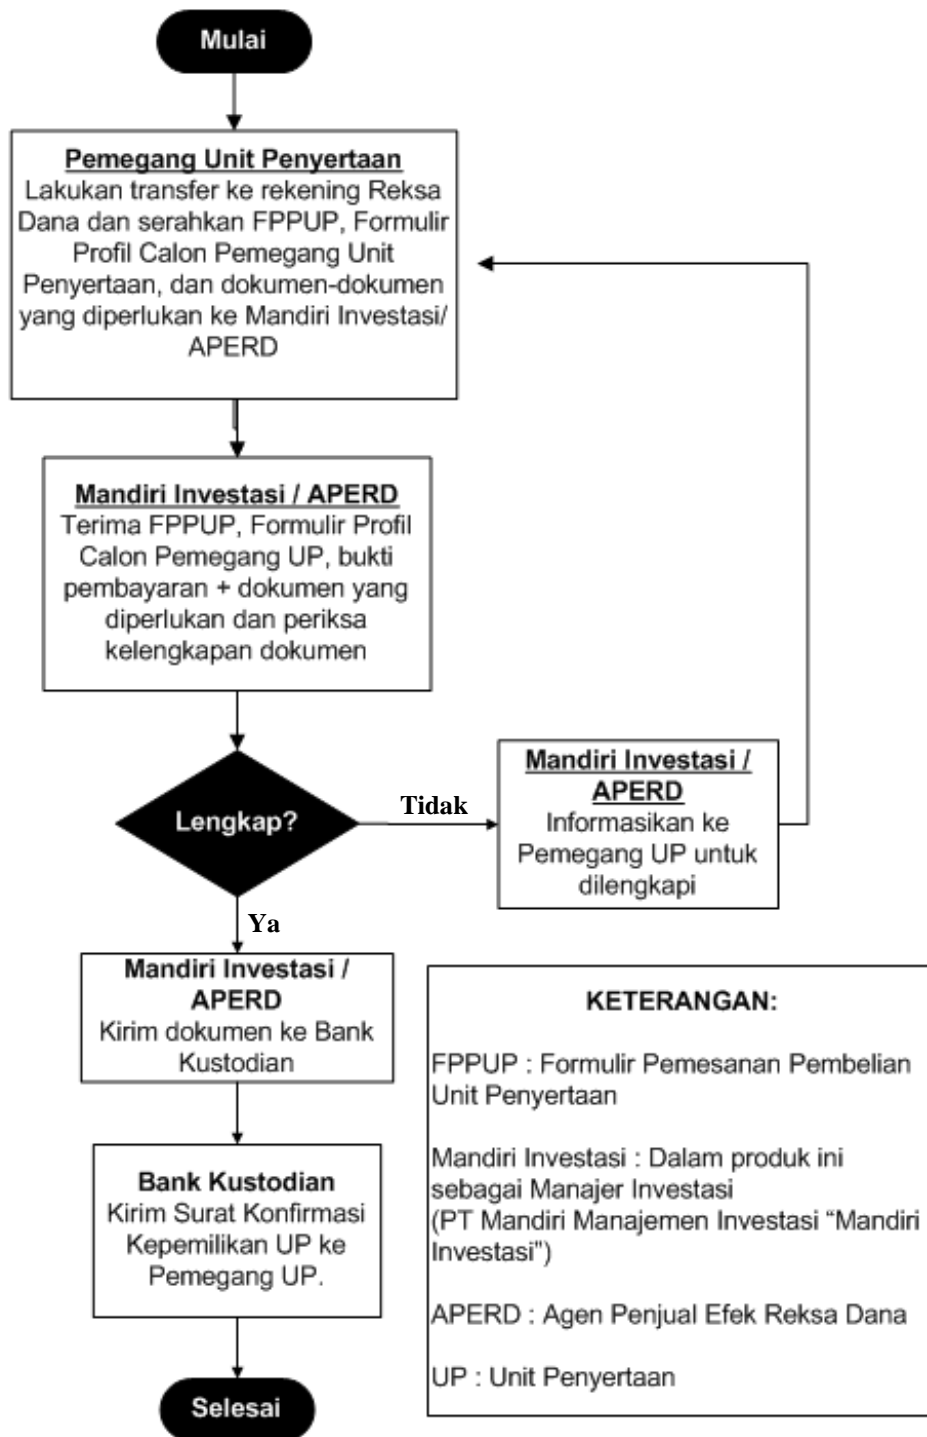 Mulai
Pemegang Unit Penyertaan
Lakukan transfer ke rekening Reksa
Dana dan serahkan FPPUP, Formulir
Profil Calon Pemegang Unit
Penyertaan, dan dokumen-dokumen
yang diperlukan ke Mandiri Investasi/
APERD
Mandiri Investasi / APERD
Terima FPPUP, Formulir Profil
Calon Pemegang UP, bukti
pembayaran + dokumen yang
diperlukan dan periksa
kelengkapan dokumen
Lengkap?
Tidak
Mandiri Investasi /
APERD
Informasikan ke
Pemegang UP untuk
dilengkapi
Ya
Mandiri Investasi /
APERD
Kirim dokumen ke Bank
Kustodian
Bank Kustodian
Kirim Surat Konfirmasi
Kepemilikan UP ke
Pemegang UP.
Selesai
KETERANGAN:
FPPUP : Formulir Pemesanan Pembelian
Unit Penyertaan
Mandiri Investasi : Dalam produk ini
sebagai Manajer Investasi
(PT Mandiri Manajemen Investasi “Mandiri
Investasi”)
APERD : Agen Penjual Efek Reksa Dana
UP : Unit Penyertaan